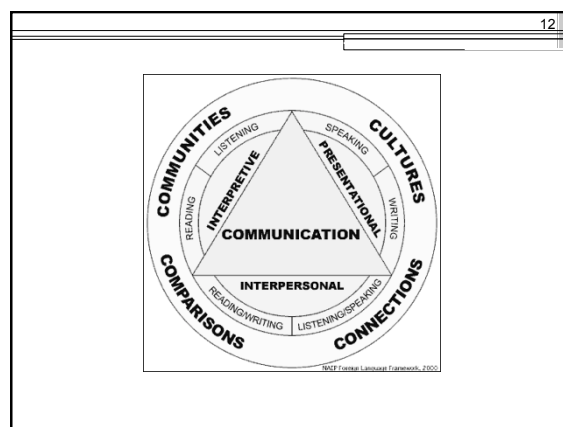 12
COMMUNITIES
CULTURES
LISTENING
SPEAKING
INTERPRETIVE
PRESENTATIONAL
READING
WRITING
COMMUNICATION
INTERPERSONAL
READING/WRITING
LISTENING/SPEAKING
COMPARISONS
CONNECTIONS
NAEP Foreign Language Framework, 2000